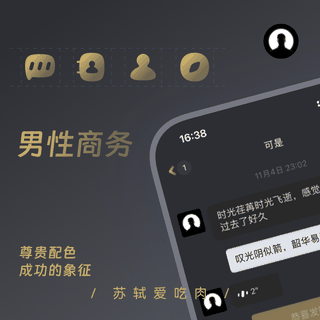 男性商务
16:38
可是
1
11月4日 23:02
时光荏苒时光飞逝，感觉
过去了好久
叹光阴似箭，韶华易
尊贵配色
成功的象征
/ 苏轼爱吃肉 /
2"